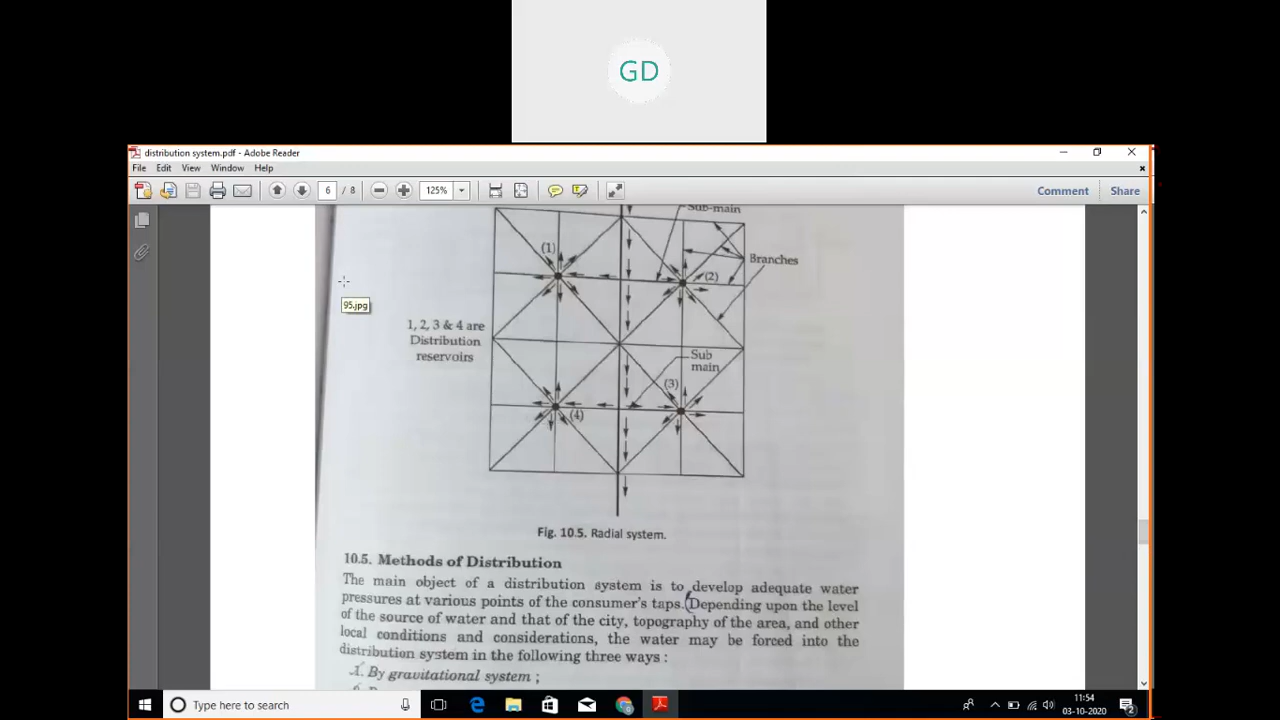 GD
distribution system.pdf - Adobe Reader
File Edit View Window Help
6 / 8 125% Comment Share
Sub-main
(1)
(2)
Branches
95.jpg
1, 2, 3 & 4 are
Distribution
reservoirs
Sub
main
(3)
(4)
Fig. 10.5. Radial system.
10.5. Methods of Distribution
The main object of a distribution system is to develop adequate water
pressures at various points of the consumer's taps. (Depending upon the level
of the source of water and that of the city, topography of the area, and other
local conditions and considerations, the water may be forced into the
distribution system in the following three ways :
1. By gravitational system ;
Type here to search
11:54
03-10-2020
2